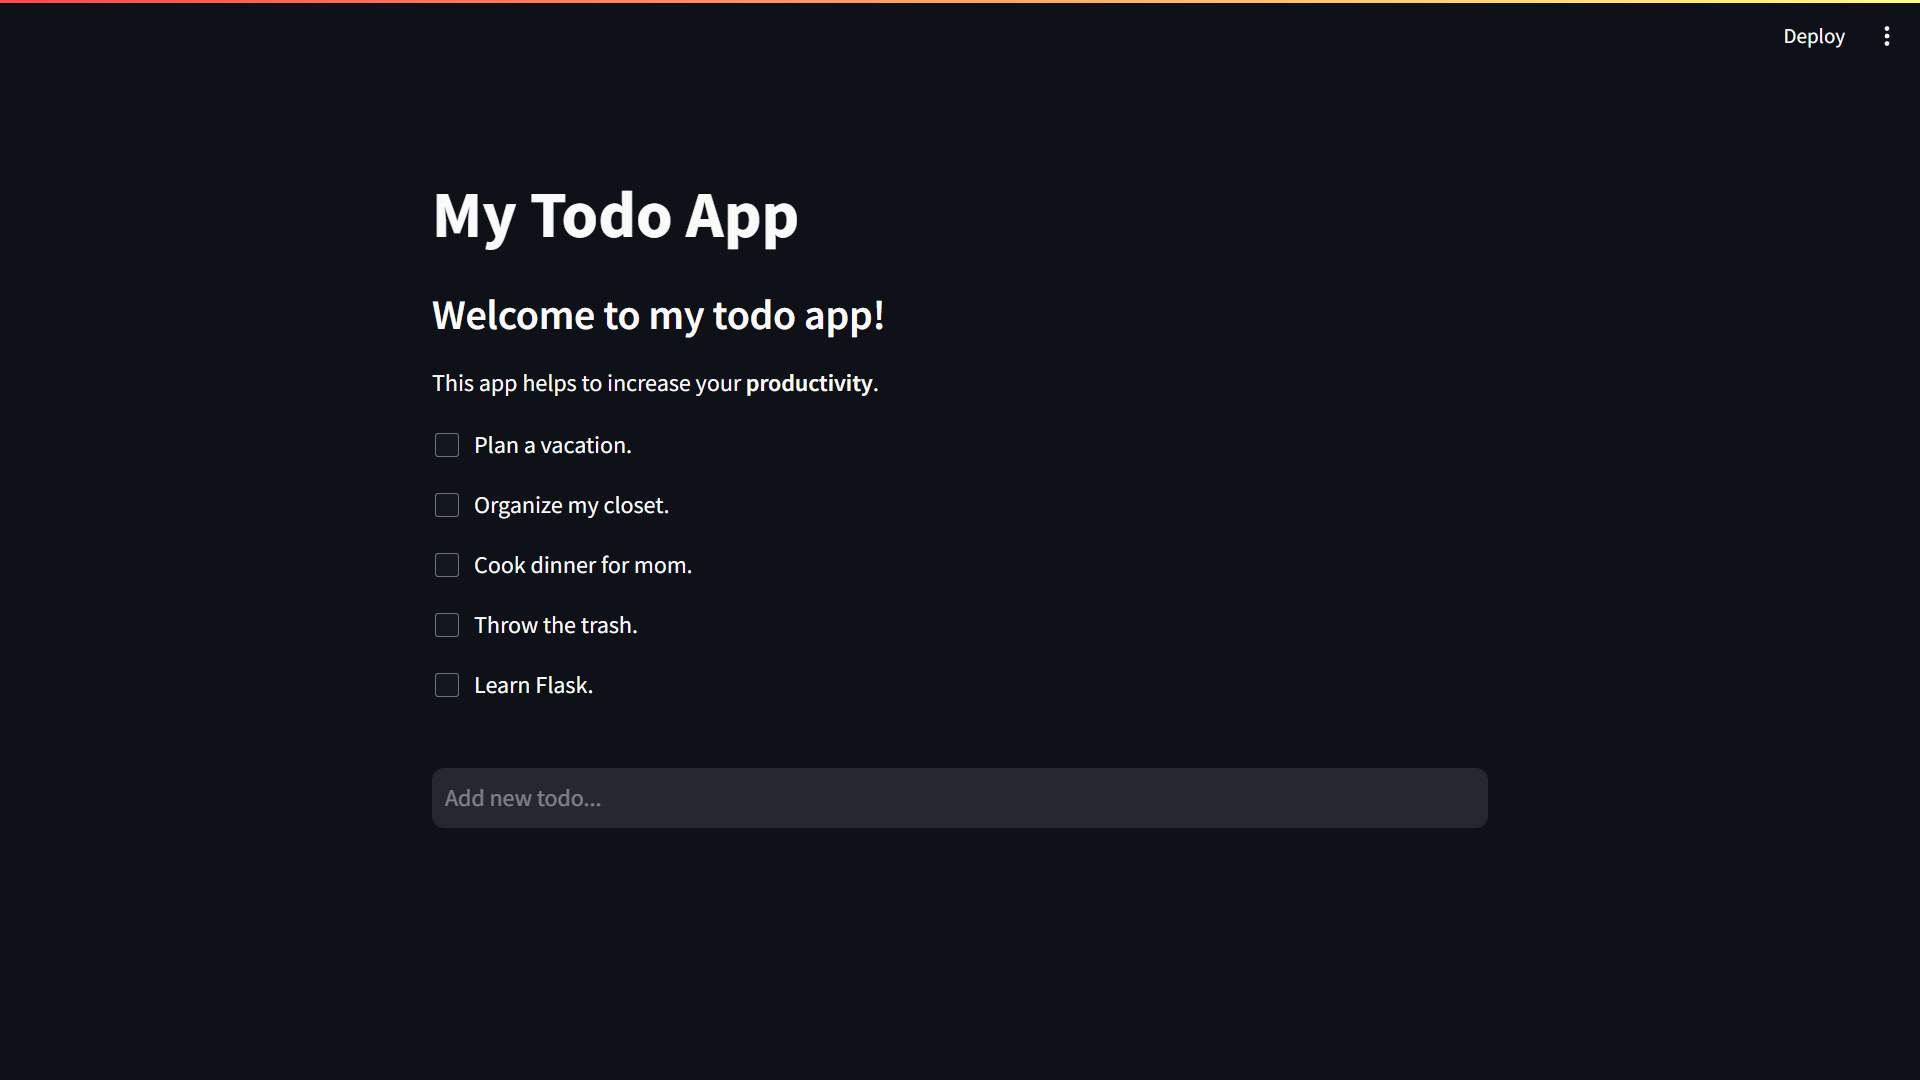 Deploy
My Todo App
Welcome to my todo app!
This app helps to increase your productivity.
Plan a vacation.
Organize my closet.
Cook dinner for mom.
Throw the trash.
Learn Flask.
Add new todo...